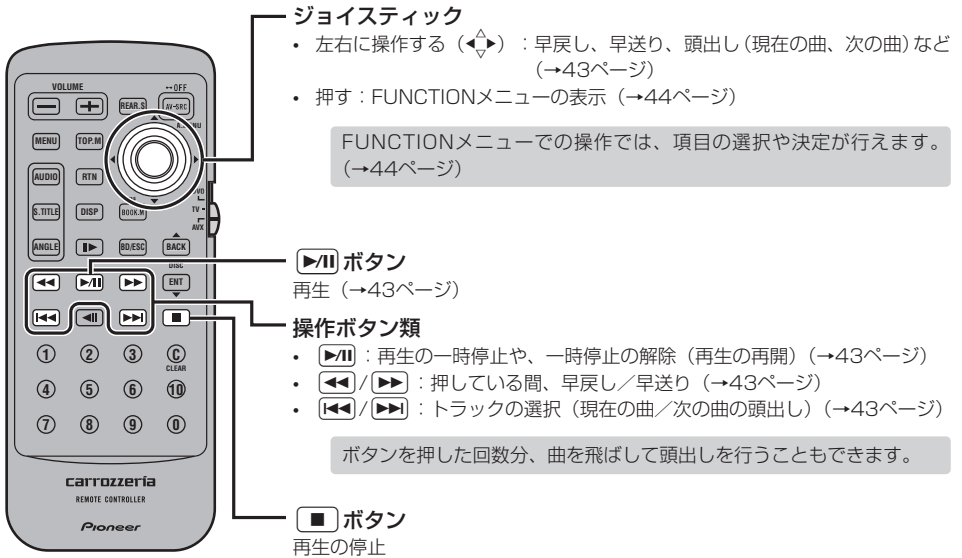 ジョイスティック
• 左右に操作する（）：早戻し、早送り、頭出し（現在の曲、次の曲）など
（→43ページ）
• 押す：FUNCTIONメニューの表示（→44ページ）
FUNCTIONメニューでの操作では、項目の選択や決定が行えます。
（→44ページ）
▶/II ボタン
再生（→43ページ）
操作ボタン類
• ▶/II：再生の一時停止や、一時停止の解除（再生の再開）（→43ページ）
• ◀◀/▶▶：押している間、早戻し／早送り（→43ページ）
• I◀◀/▶▶I：トラックの選択（現在の曲／次の曲の頭出し）（→43ページ）
ボタンを押した回数分、曲を飛ばして頭出しを行うこともできます。
■ ボタン
再生の停止
VOLUME OFF
− + REAR.S AV-SRC
MENU TOP.M
AUDIO RTN
S.TITLE DISP BOOK.M TV
AVX
ANGLE I▶ BD/ESC BACK
DISC
◀◀ ▶/II ▶▶ ENT
I◀◀ ◀II ▶▶I ■
1 2 3 C
CLEAR
4 5 6 10
7 8 9 0
carrozzeria
REMOTE CONTROLLER
Pioneer